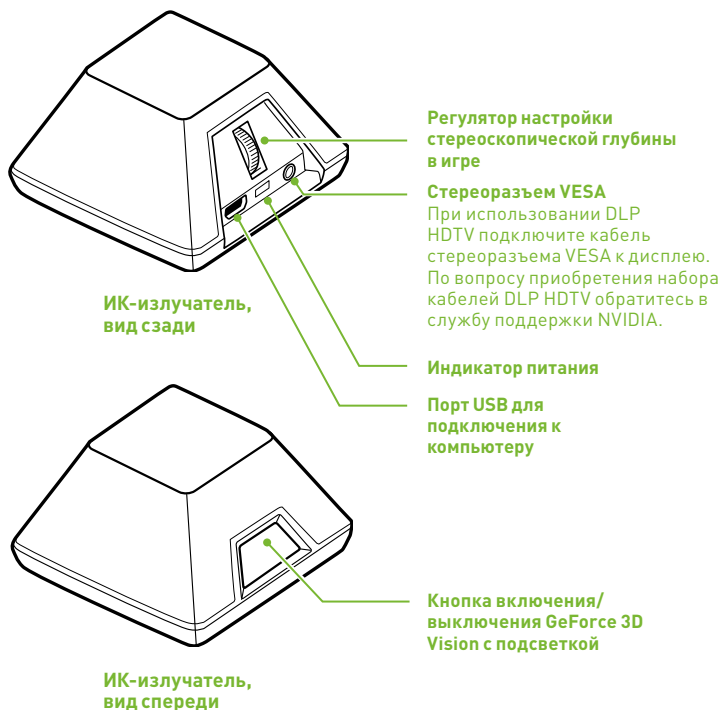 Регулятор настройки
стереоскопической глубины
в игре
Стереоразъем VESA
При использовании DLP
HDTV подключите кабель
стереоразъема VESA к дисплею.
По вопросу приобретения набора
кабелей DLP HDTV обратитесь в
службу поддержки NVIDIA.
ИК-излучатель,
вид сзади
Индикатор питания
Порт USB для
подключения к
компьютеру
Кнопка включения/
выключения GeForce 3D
Vision с подсветкой
ИК-излучатель,
вид спереди